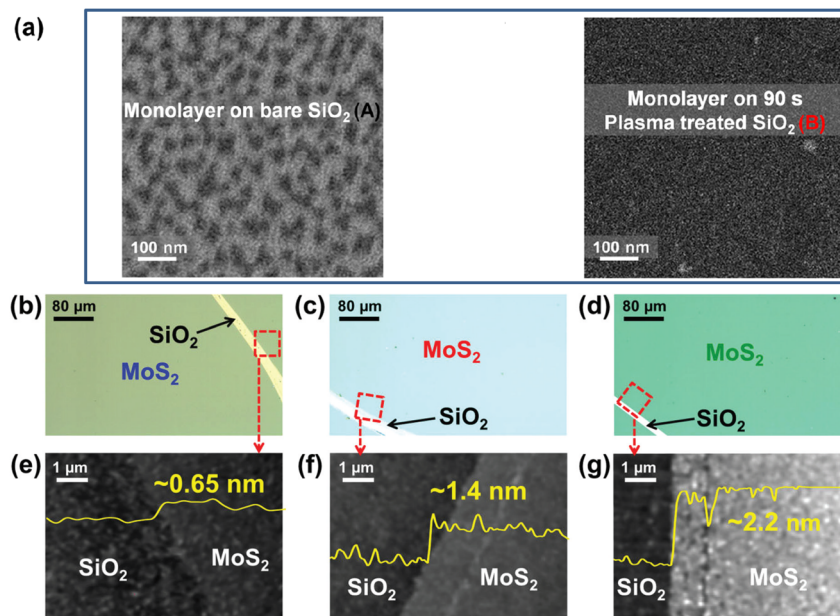 (a)
Monolayer on bare SiO₂ (A)
100 nm
Monolayer on 90 s
Plasma treated SiO₂ (B)
100 nm
(b)
80 μm
SiO₂
MoS₂
(c)
80 μm
MoS₂
SiO₂
(d)
80 μm
MoS₂
SiO₂
(e)
1 μm
~0.65 nm
SiO₂
MoS₂
(f)
1 μm
~1.4 nm
SiO₂
MoS₂
(g)
1 μm
~2.2 nm
SiO₂
MoS₂